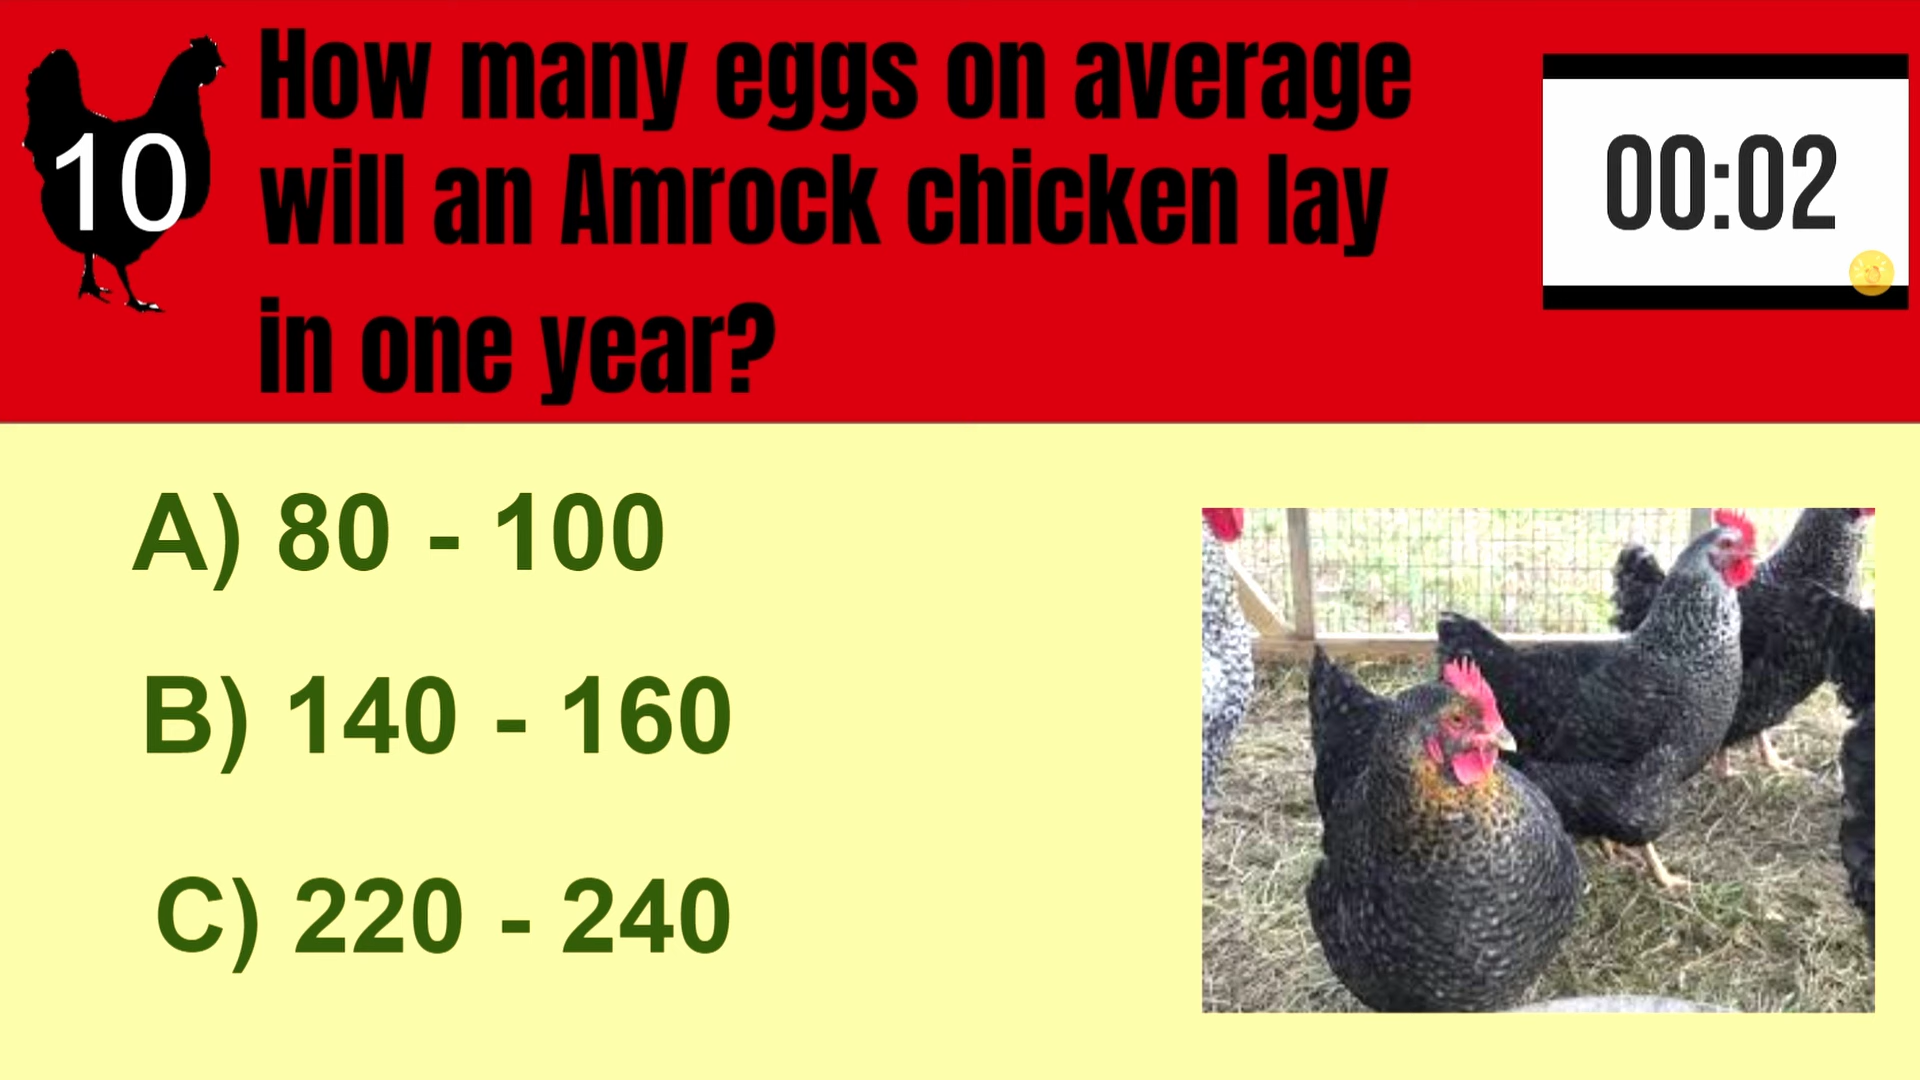 10
How many eggs on average
will an Amrock chicken lay
in one year?
00:02
A) 80 - 100
B) 140 - 160
C) 220 - 240